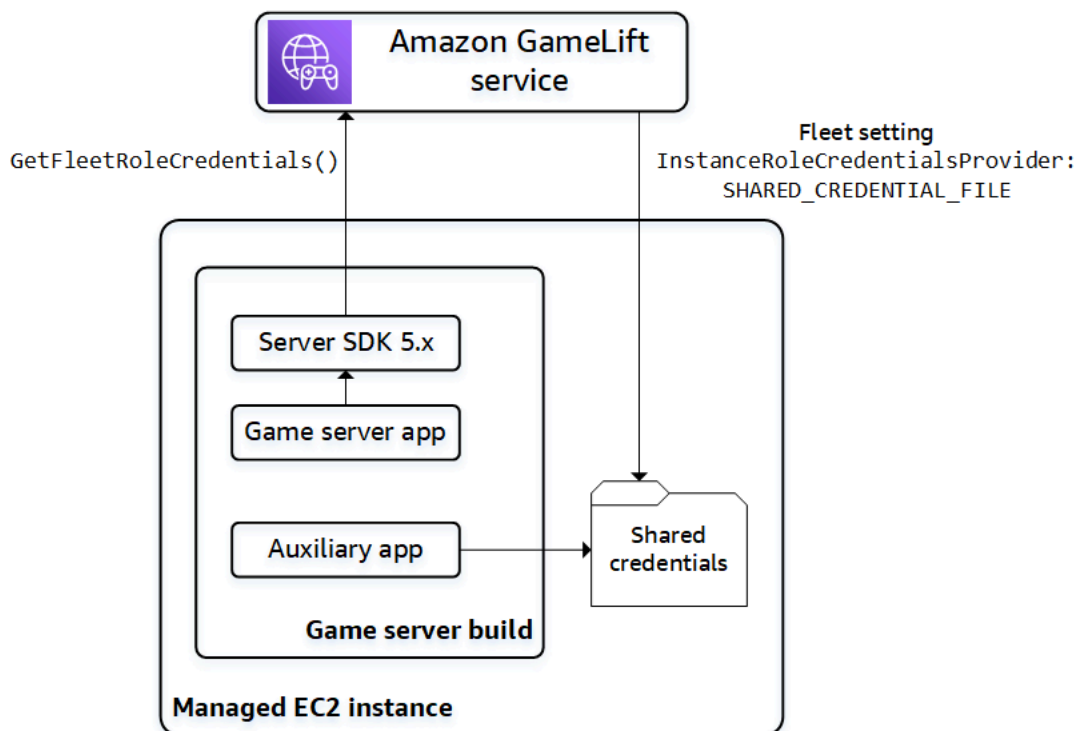 Amazon GameLift
service
GetFleetRoleCredentials()
Fleet setting
InstanceRoleCredentialsProvider:
SHARED_CREDENTIAL_FILE
Server SDK 5.x
Game server app
Auxiliary app
Shared
credentials
Game server build
Managed EC2 instance